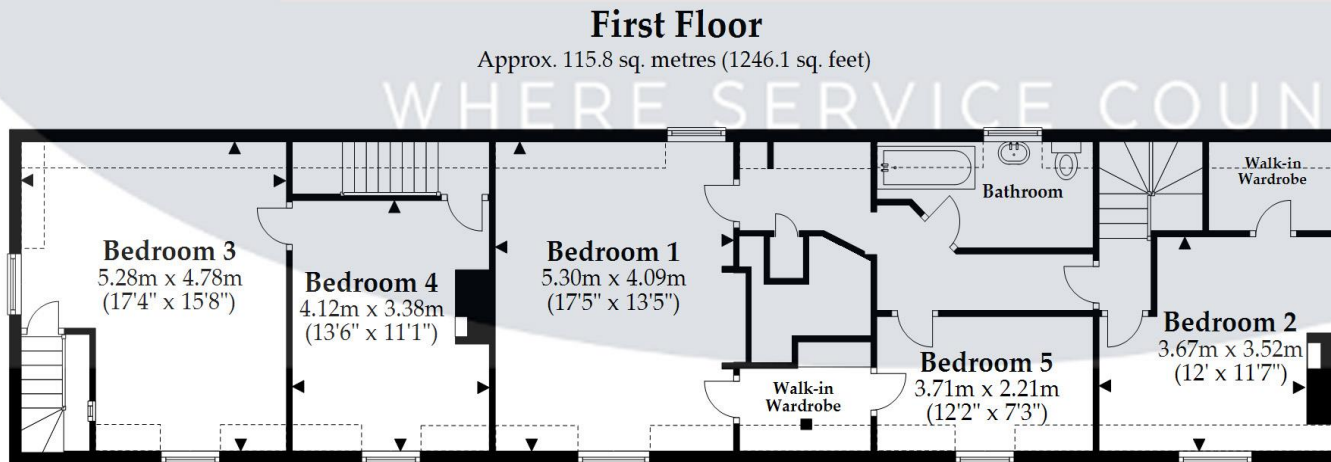 First Floor
Approx. 115.8 sq. metres (1246.1 sq. feet)
WHERE SERVICE COUN
Walk-in
Wardrobe
Bathroom
Bedroom 3
5.28m x 4.78m
(17'4" x 15'8")
Bedroom 4
4.12m x 3.38m
(13'6" x 11'1")
Bedroom 1
5.30m x 4.09m
(17'5" x 13'5")
Walk-in
Wardrobe
Bedroom 5
3.71m x 2.21m
(12'2" x 7'3")
Bedroom 2
3.67m x 3.52m
(12' x 11'7")